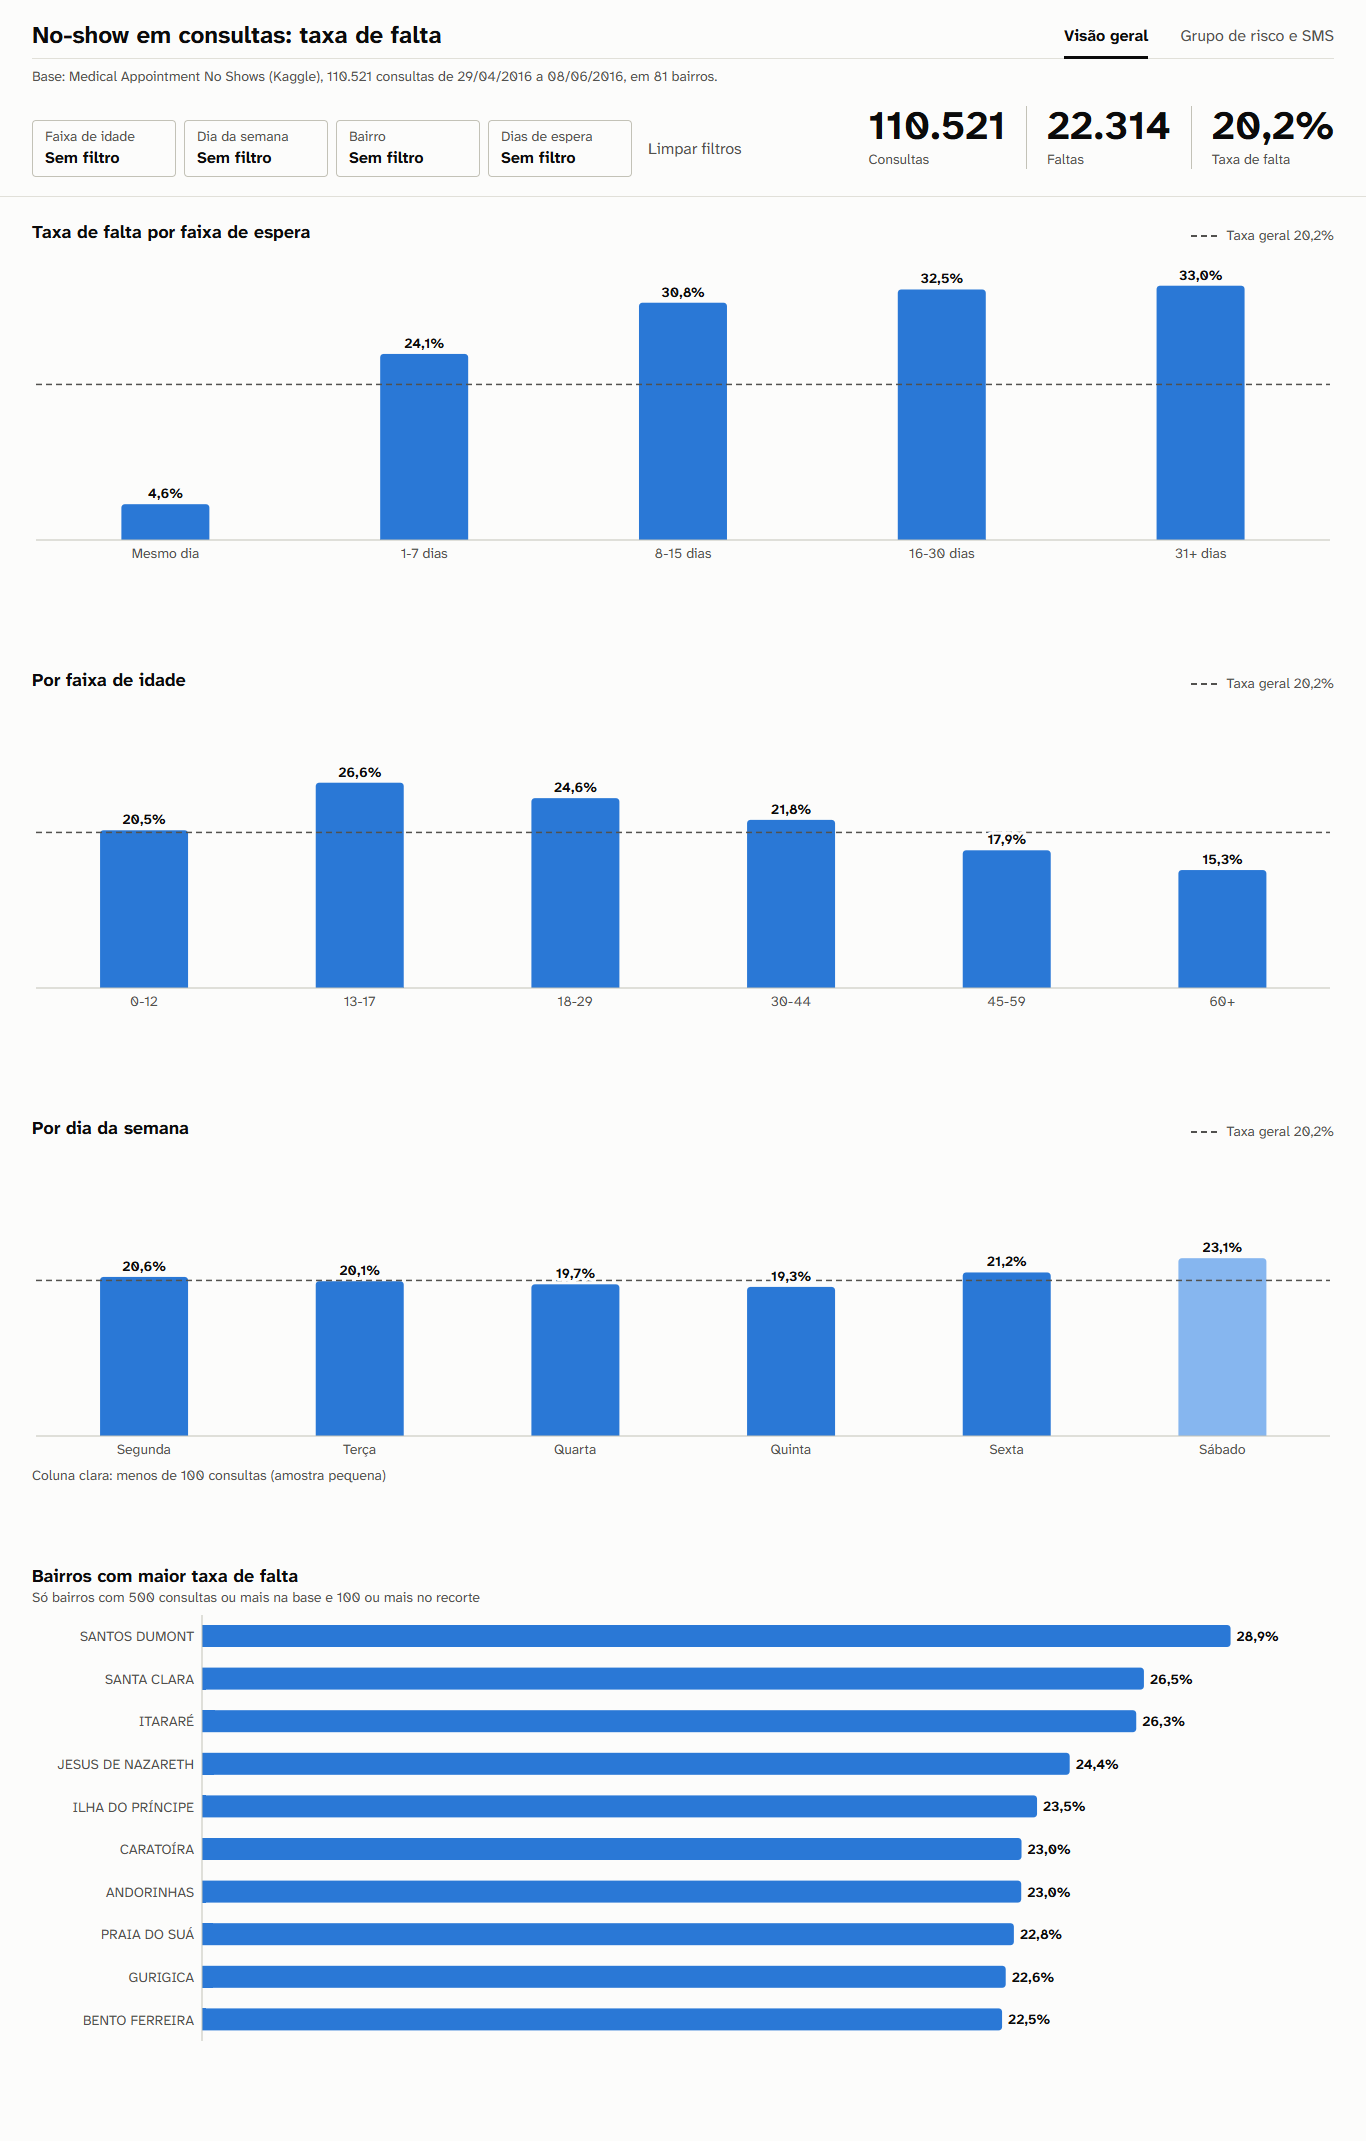 No-show em consultas: taxa de falta
Visão geral
Grupo de risco e SMS
Base: Medical Appointment No Shows (Kaggle), 110.521 consultas de 29/04/2016 a 08/06/2016, em 81 bairros.
Faixa de idade
Sem filtro
Dia da semana
Sem filtro
Bairro
Sem filtro
Dias de espera
Sem filtro
Limpar filtros
110.521
Consultas
22.314
Faltas
20,2%
Taxa de falta
Taxa de falta por faixa de espera
Taxa geral 20,2%
4,6%
24,1%
30,8%
32,5%
33,0%
Mesmo dia
1-7 dias
8-15 dias
16-30 dias
31+ dias
Por faixa de idade
Taxa geral 20,2%
20,5%
26,6%
24,6%
21,8%
17,9%
15,3%
0-12
13-17
18-29
30-44
45-59
60+
Por dia da semana
Taxa geral 20,2%
20,6%
20,1%
19,7%
19,3%
21,2%
23,1%
Segunda
Terça
Quarta
Quinta
Sexta
Sábado
Coluna clara: menos de 100 consultas (amostra pequena)
Bairros com maior taxa de falta
Só bairros com 500 consultas ou mais na base e 100 ou mais no recorte
SANTOS DUMONT 28,9%
SANTA CLARA 26,5%
ITARARÉ 26,3%
JESUS DE NAZARETH 24,4%
ILHA DO PRÍNCIPE 23,5%
CARATOÍRA 23,0%
ANDORINHAS 23,0%
PRAIA DO SUÁ 22,8%
GURIGICA 22,6%
BENTO FERREIRA 22,5%